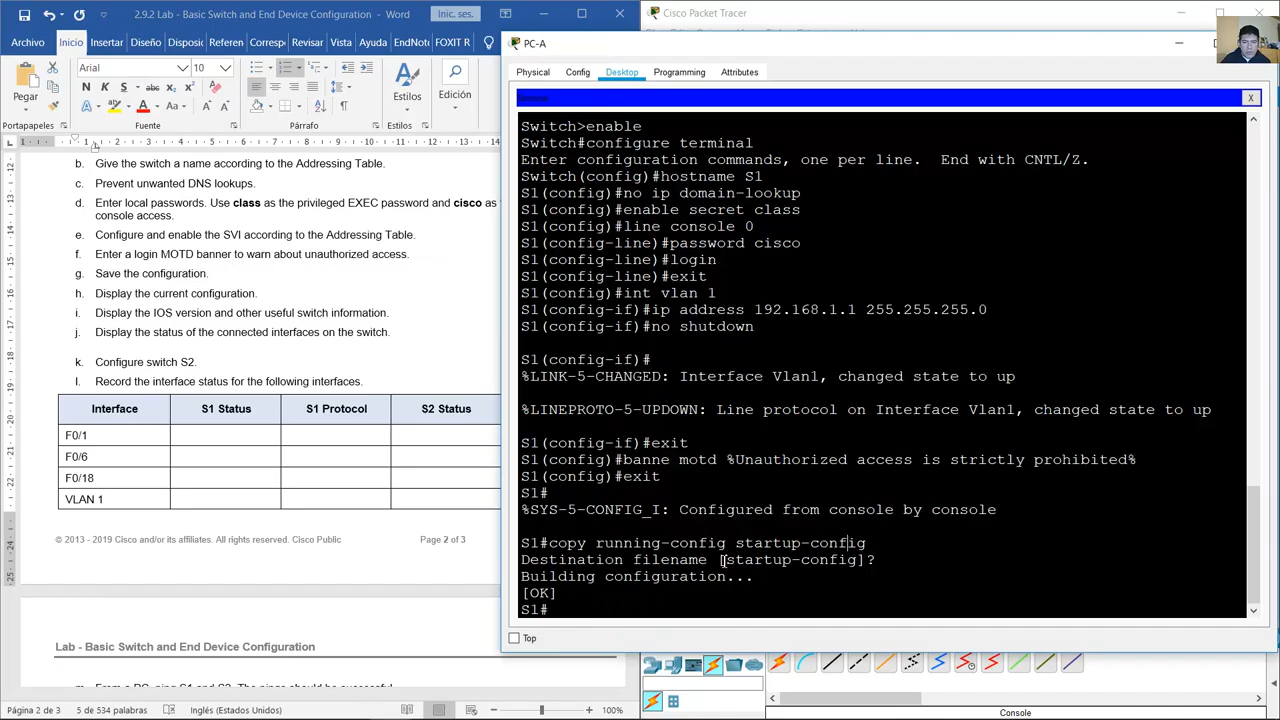 2.9.2 Lab - Basic Switch and End Device Configuration
Word
Inic. ses.
Archivo
Inicio
Insertar
Disposi
Referen
Corresp
Revisar
Vista
Ayuda
EndNote
FOXIT R
Pegar
Arial
10
Estilos
Edición
Portapapeles
Fuente
Párrafo
b. Give the switch a name according to the Addressing Table.
c. Prevent unwanted DNS lookups.
d. Enter local passwords. Use class as the privileged EXEC password and cisco as
console access.
e. Configure and enable the SVI according to the Addressing Table.
f. Enter a login MOTD banner to warn about unauthorized access.
g. Save the configuration.
h. Display the current configuration.
i. Display the IOS version and other useful switch information.
j. Display the status of the connected interfaces on the switch.
k. Configure switch S2.
l. Record the interface status for the following interfaces.
Interface S1 Status S1 Protocol S2 Status
F0/1
F0/6
F0/18
VLAN 1
© 2013 - 2019 Cisco and/or its affiliates. All rights reserved. Cisco Public
Page 2 of 3
Lab - Basic Switch and End Device Configuration
Página 2 de 3
5 de 534 palabras
Inglés (Estados Unidos)
100%
Cisco Packet Tracer
PC-A
Physical
Config
Desktop
Programming
Attributes
X
Switch>enable
Switch#configure terminal
Enter configuration commands, one per line. End with CNTL/Z.
Switch(config)#hostname S1
S1(config)#no ip domain-lookup
S1(config)#enable secret class
S1(config)#line console 0
S1(config-line)#password cisco
S1(config-line)#login
S1(config-line)#exit
S1(config)#int vlan 1
S1(config-if)#ip address 192.168.1.1 255.255.255.0
S1(config-if)#no shutdown
S1(config-if)#
%LINK-5-CHANGED: Interface Vlan1, changed state to up
%LINEPROTO-5-UPDOWN: Line protocol on Interface Vlan1, changed state to up
S1(config-if)#exit
S1(config)#banne motd %Unauthorized access is strictly prohibited%
S1(config)#exit
S1#
%SYS-5-CONFIG_I: Configured from console by console
S1#copy running-config startup-config
Destination filename [startup-config]?
Building configuration...
[OK]
S1#
Top
Console